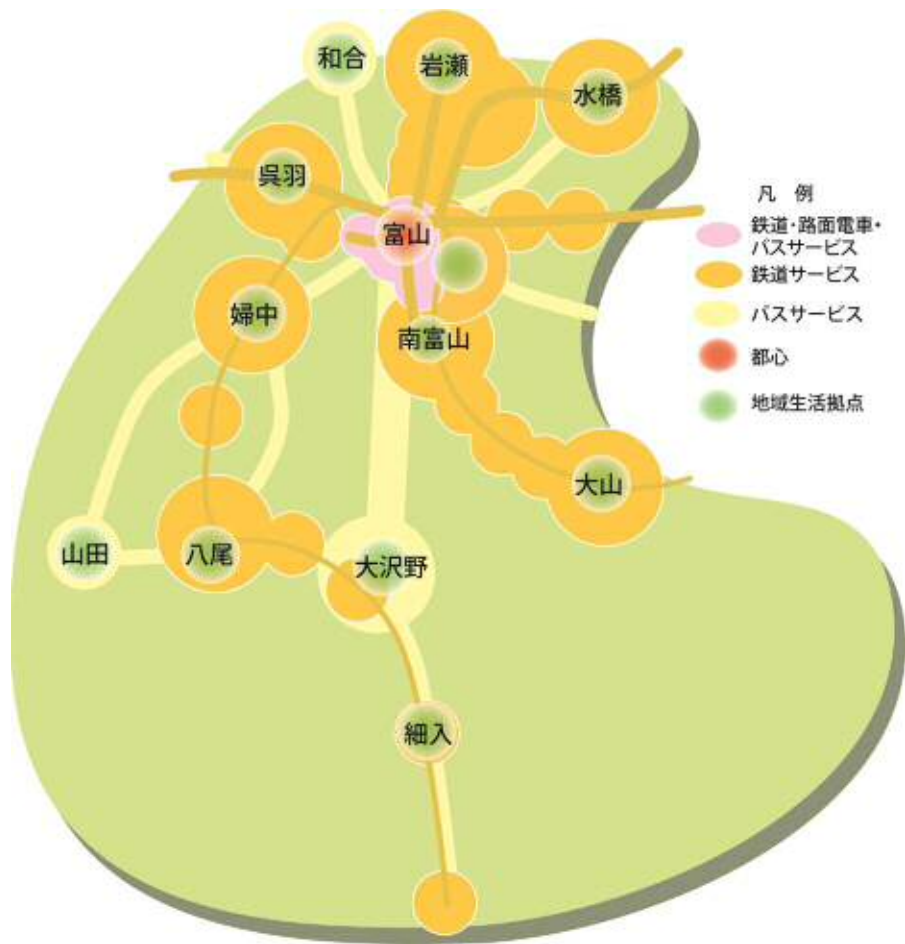 和合
岩瀬
水橋
呉羽
富山
婦中
南富山
大山
山田
八尾
大沢野
細入
凡 例
鉄道・路面電車・
バスサービス
鉄道サービス
バスサービス
都心
地域生活拠点